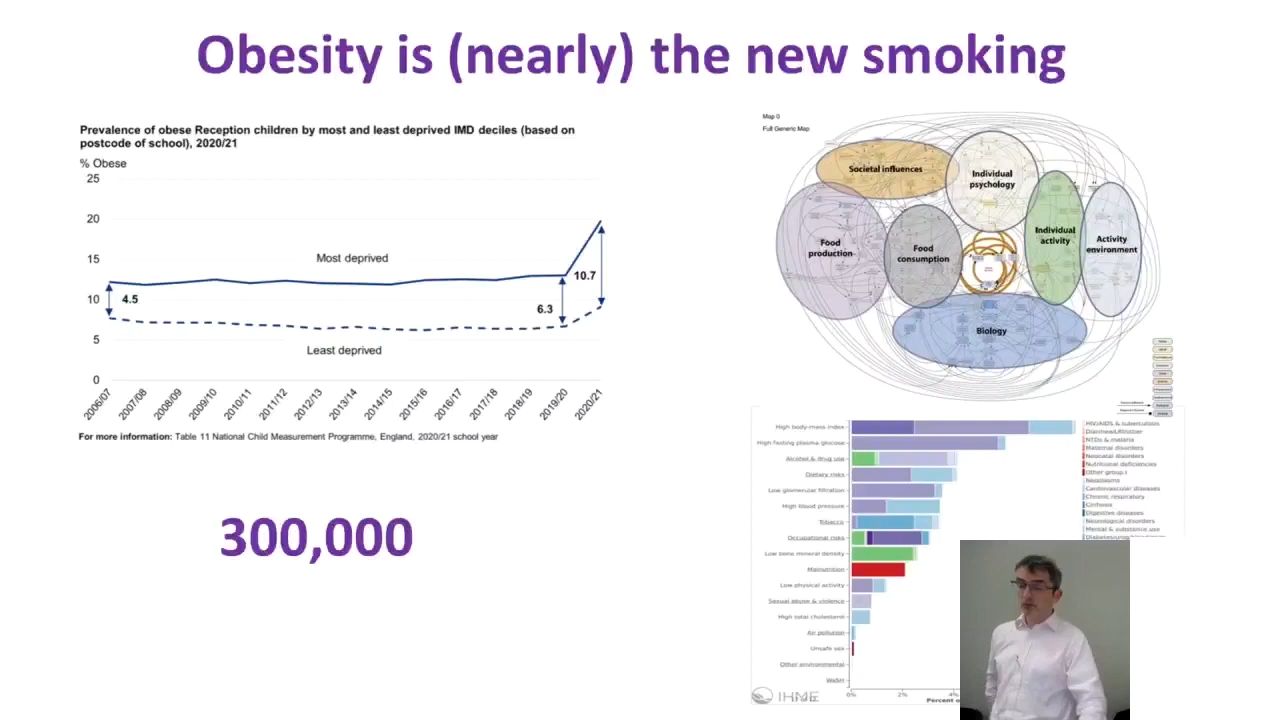 Obesity is (nearly) the new smoking
Prevalence of obese Reception children by most and least deprived IMD deciles (based on
postcode of school), 2020/21
% Obese
25
20
15
10
5
0
Most deprived
Least deprived
4.5
6.3
10.7
2006/07
2007/08
2008/09
2009/10
2010/11
2011/12
2012/13
2013/14
2014/15
2015/16
2016/17
2017/18
2018/19
2019/20
2020/21
For more information: Table 11 National Child Measurement Programme, England, 2020/21 school year
300,000
Map 0
Full Generic Map
Societal influences
Individual
psychology
Food
production
Food
consumption
Individual
activity
Activity
environment
Biology
High body-mass index
High fasting plasma glucose
Alcohol & drug use
Dietary risks
Low glomerular filtration
High blood pressure
Tobacco
Occupational risks
Low bone mineral density
Malnutrition
Low physical activity
Sexual abuse & violence
High total cholesterol
Air pollution
Unsafe sex
Other environmental
WaSH
0%
2%
4%
Percent
HIV/AIDS & tuberculosis
NTDs & malaria
Maternal disorders
Neonatal disorders
Nutritional deficiencies
Other group 1
Neoplasms
Cardiovascular diseases
Chronic respiratory
Cirrhosis
Digestive diseases
Neurological disorders
Mental & substance use
IHME